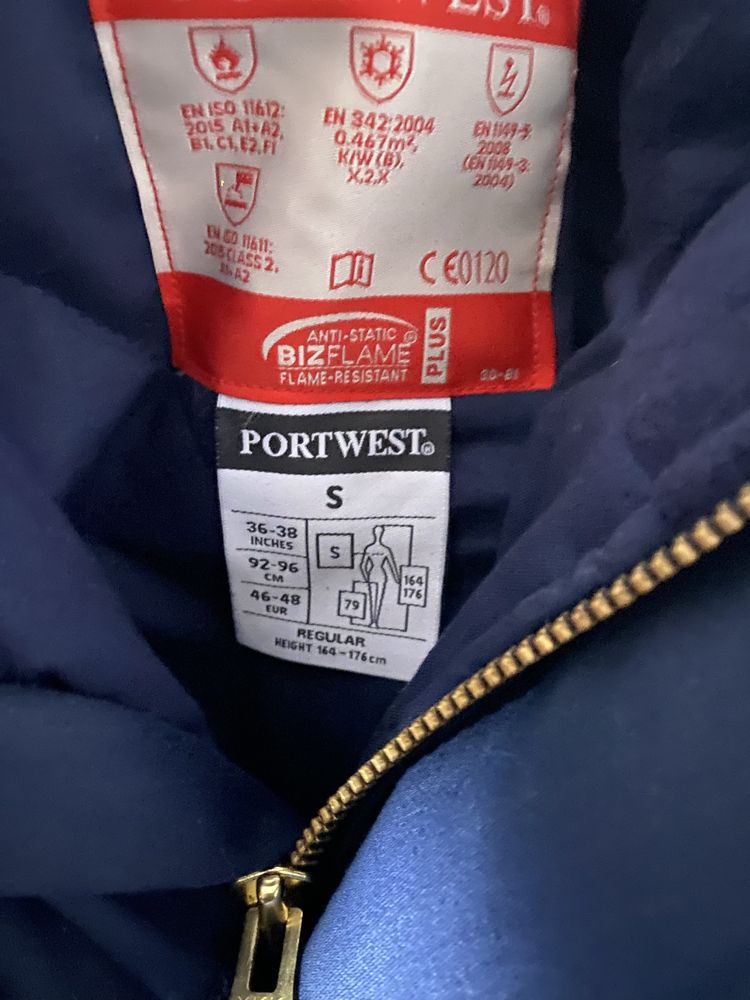 EN ISO 11612:
2015 A1+A2,
B1, C1, E2, F1
EN 342:2004
0.467m²,
K/W (B),
X,2,X
EN 1149-5:
2008
(EN 1149-3:
2004)
EN ISO 11611:
2015 CLASS 2,
A1+A2
CE0120
ANTI-STATIC
BIZFLAME®
FLAME-RESISTANT
PLUS
PORTWEST®
S
36-38
INCHES
92-96
CM
46-48
EUR
S
164
176
79
REGULAR
HEIGHT 164-176cm